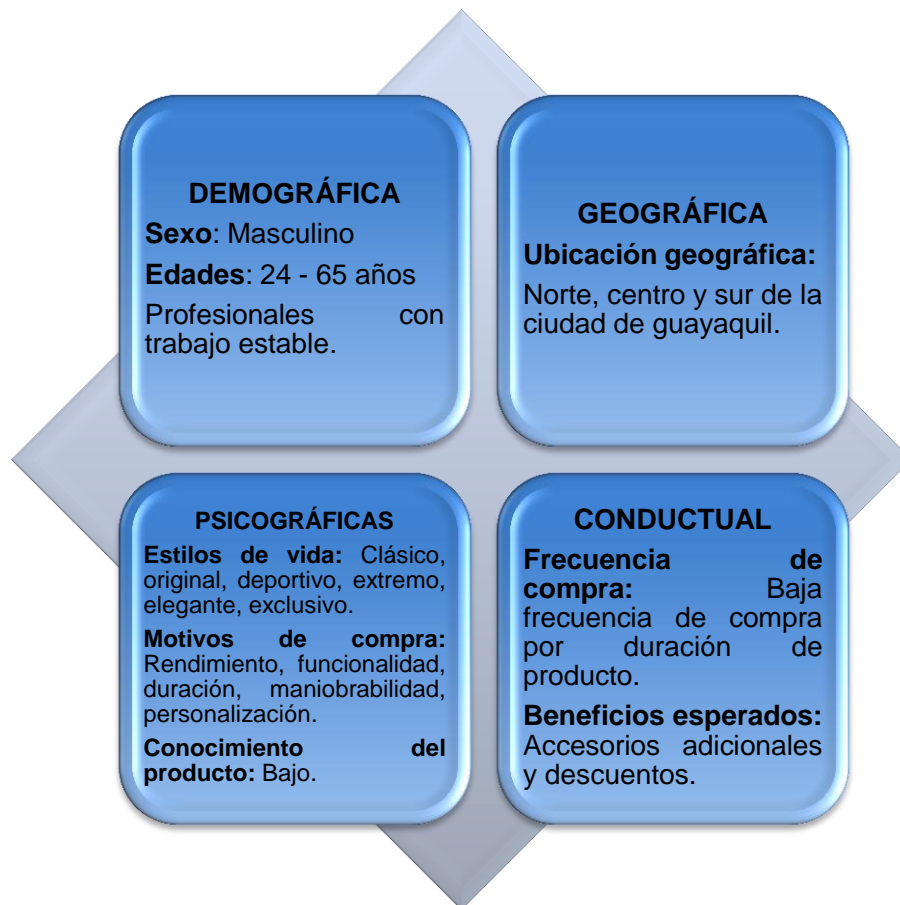 DEMOGRÁFICA
Sexo: Masculino
Edades: 24 - 65 años
Profesionales con
trabajo estable.
GEOGRÁFICA
Ubicación geográfica:
Norte, centro y sur de la
ciudad de guayaquil.
PSICOGRÁFICAS
Estilos de vida: Clásico,
original, deportivo, extremo,
elegante, exclusivo.
Motivos de compra:
Rendimiento, funcionalidad,
duración, maniobrabilidad,
personalización.
Conocimiento del
producto: Bajo.
CONDUCTUAL
Frecuencia de
compra: Baja
frecuencia de compra
por duración de
producto.
Beneficios esperados:
Accesorios adicionales
y descuentos.